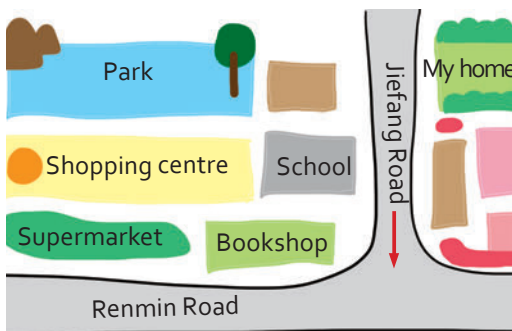 Park
My home
Jiefang Road
Shopping centre
School
Supermarket
Bookshop
Renmin Road